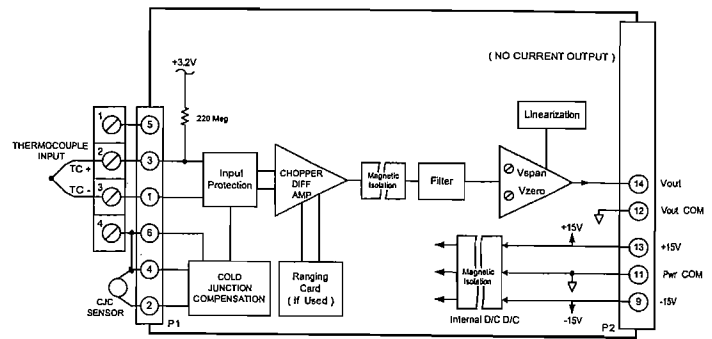 ( NO CURRENT OUTPUT )
+3.2V
220 Meg
Linearization
1
5
THERMOCOUPLE
INPUT
TC +
2
3
TC -
3
1
4
6
4
2
CJC
SENSOR
P1
Input
Protection
CHOPPER
DIFF
AMP
Magnetic
Isolation
Filter
Vspan
Vzero
COLD
JUNCTION
COMPENSATION
Ranging
Card
( If Used )
14
Vout
12
Vout COM
+15V
13
+15V
Magnetic
Isolation
11
Pwr COM
9
-15V
Internal D/C D/C
-15V
P2